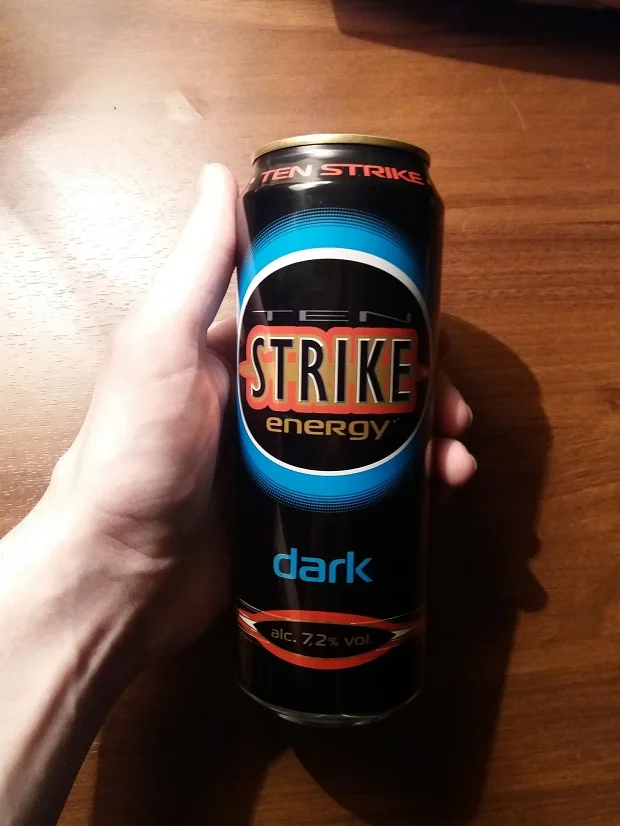 TEN STRIKE
TEN
STRIKE
energy
dark
alc. 7,2% vol.